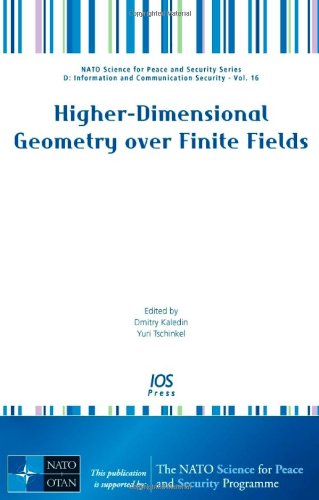 NATO Science for Peace and Security Series
D: Information and Communication Security - Vol. 16
Higher-Dimensional
Geometry over Finite Fields
Edited by
Dmitry Kaledin
Yuri Tschinkel
IOS
Press
NATO
OTAN
This publication
is supported by:
The NATO Science for Peace
and Security Programme